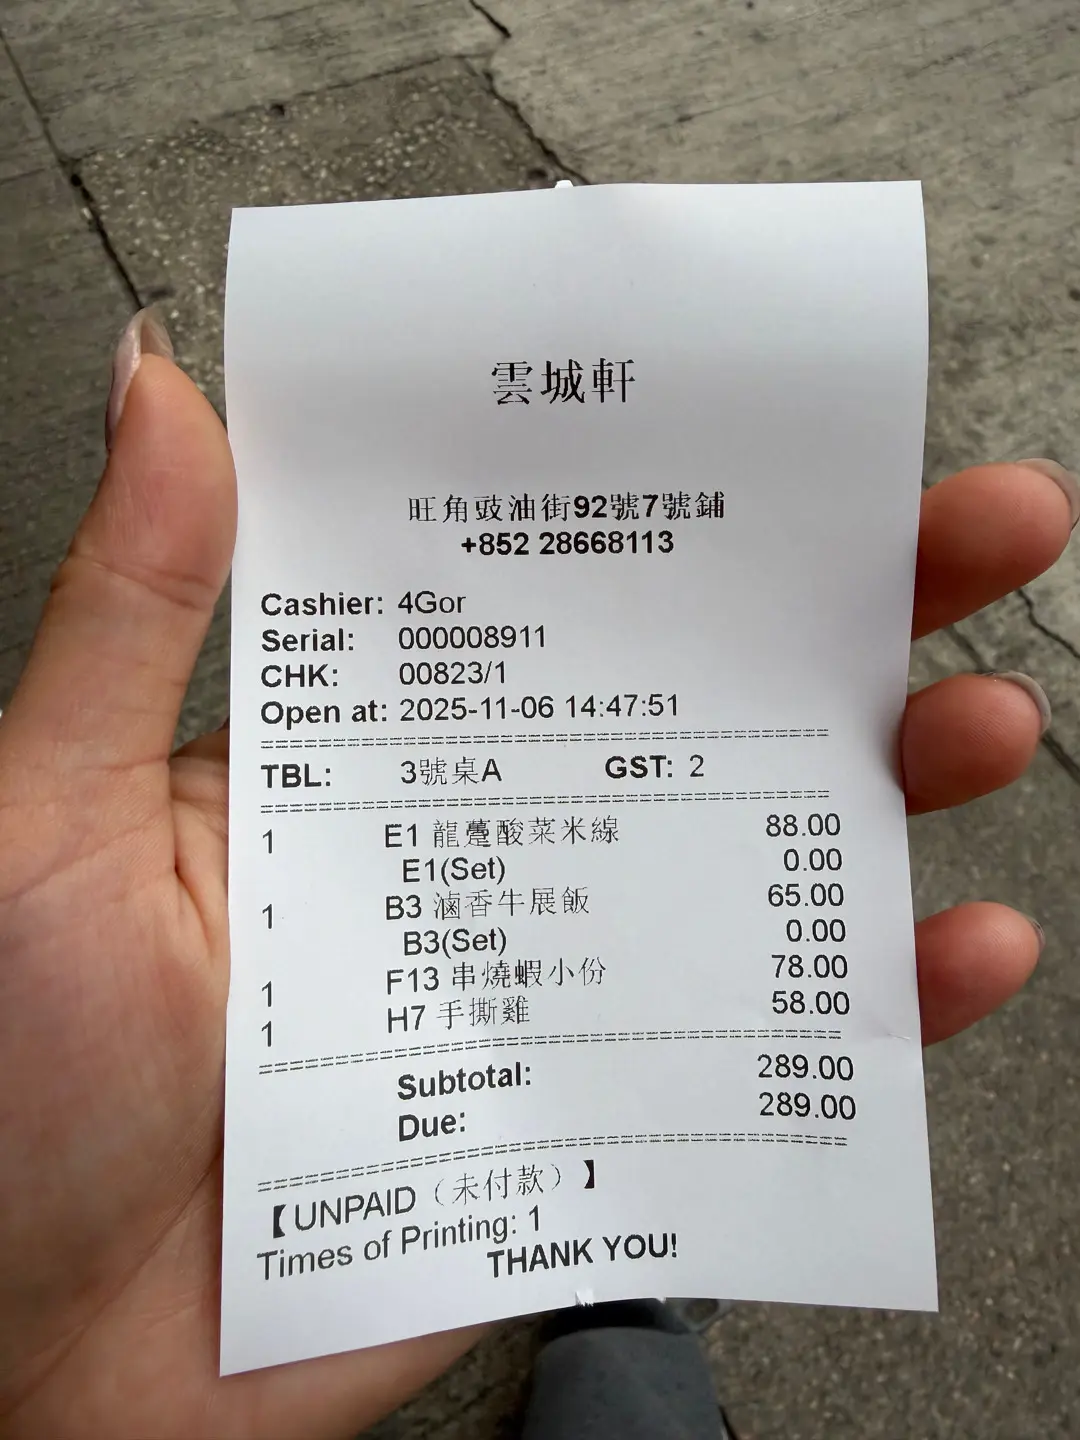 雲城軒
旺角豉油街92號7號鋪
+852 28668113
Cashier: 4Gor
Serial: 000008911
CHK: 00823/1
Open at: 2025-11-06 14:47:51
TBL: 3號桌A GST: 2
1 E1 龍躉酸菜米線 88.00
E1(Set) 0.00
1 B3 滷香牛展飯 65.00
B3(Set) 0.00
1 F13 串燒蝦小份 78.00
1 H7 手撕雞 58.00
Subtotal: 289.00
Due: 289.00
【UNPAID（未付款）】
Times of Printing: 1
THANK YOU!